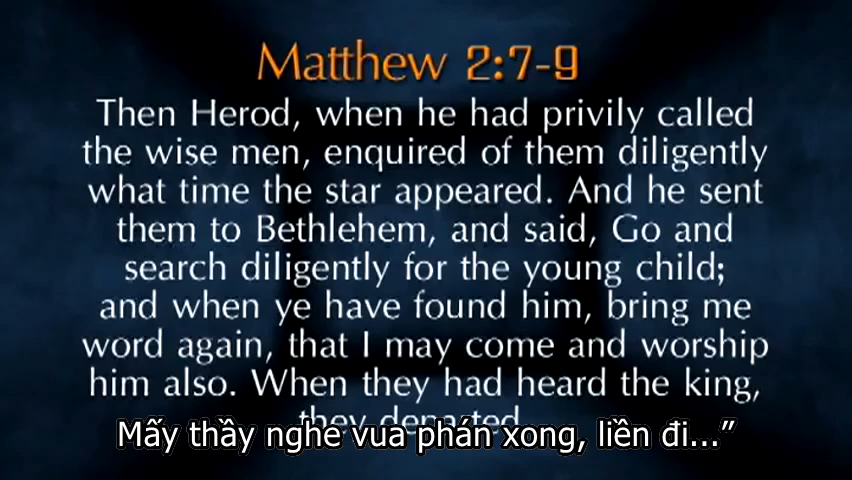 Matthew 2:7-9
Then Herod, when he had privily called
the wise men, enquired of them diligently
what time the star appeared. And he sent
them to Bethlehem, and said, Go and
search diligently for the young child;
and when ye have found him, bring me
word again, that I may come and worship
him also. When they had heard the king,
they departed
Mấy thầy nghe vua phán xong, liền đi...”